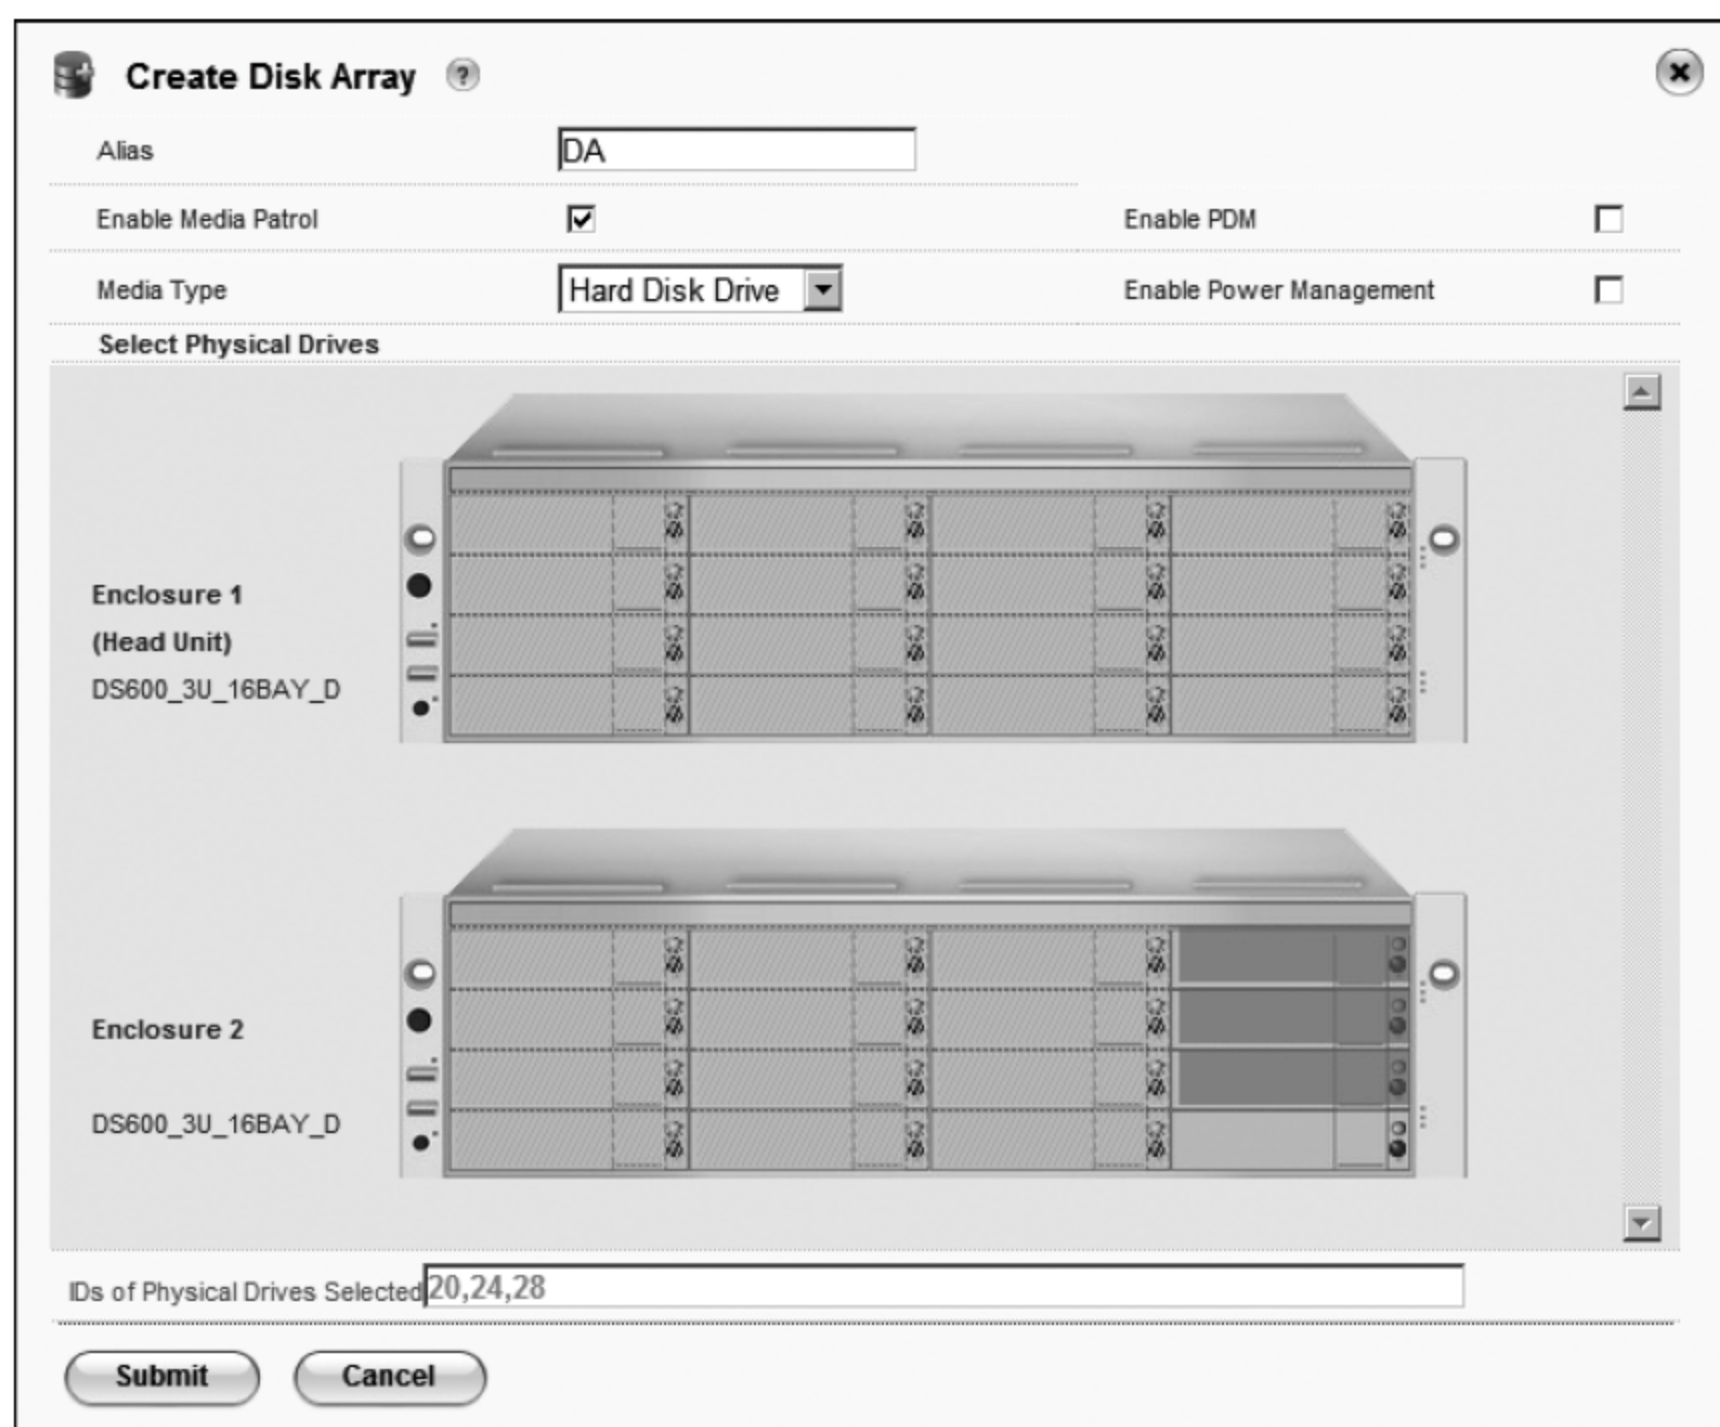 Create Disk Array ?
Alias DA
Enable Media Patrol Enable PDM
Media Type Hard Disk Drive Enable Power Management
Select Physical Drives
Enclosure 1
(Head Unit)
DS600_3U_16BAY_D
Enclosure 2
DS600_3U_16BAY_D
IDs of Physical Drives Selected 20,24,28
Submit Cancel